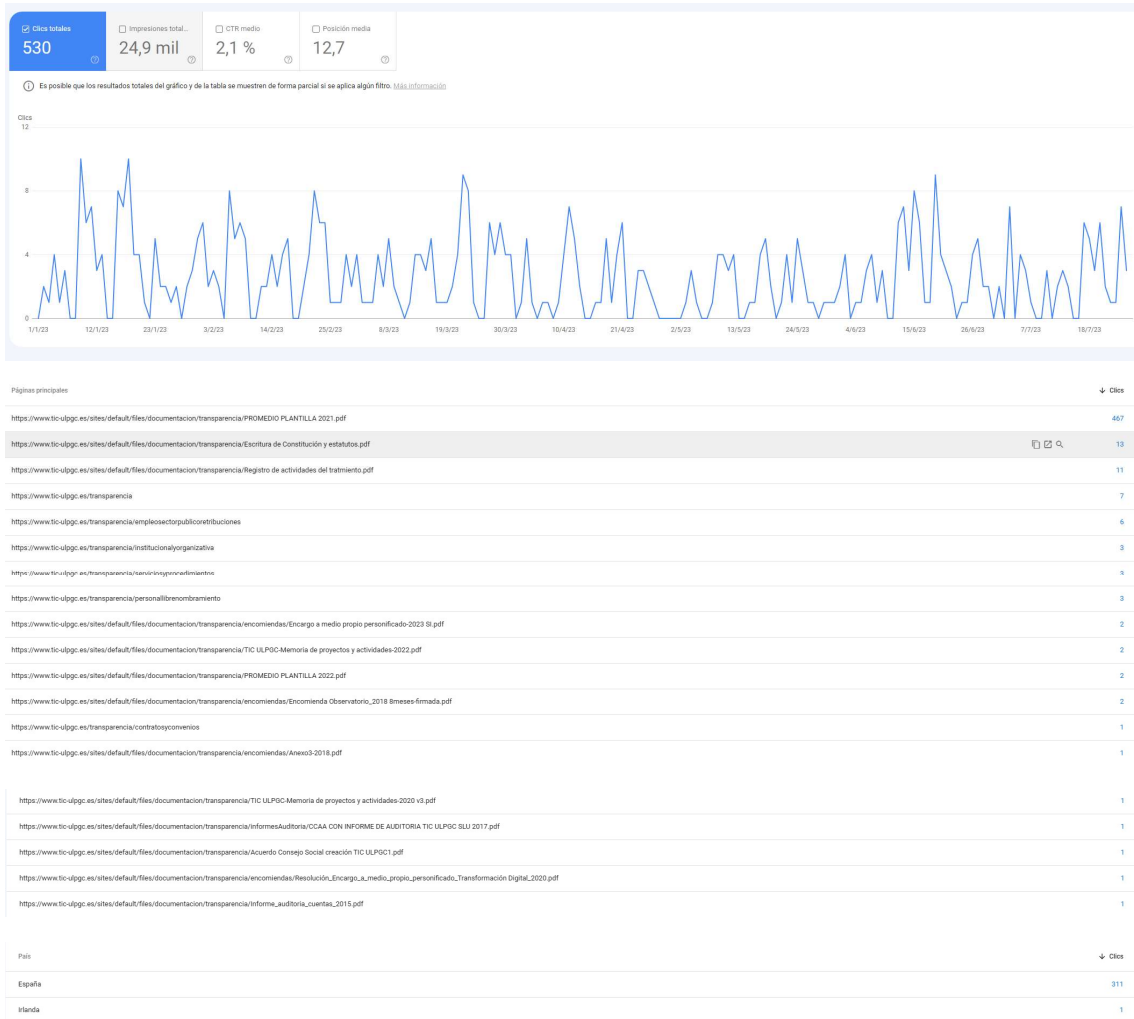 Clics totales
530
Impresiones total...
24,9 mil
CTR medio
2,1 %
Posición media
12,7
Es posible que los resultados totales del gráfico y de la tabla se muestren de forma parcial si se aplica algún filtro. Más información
Clics
12
8
4
0
1/1/23 12/1/23 23/1/23 3/2/23 14/2/23 25/2/23 8/3/23 19/3/23 30/3/23 10/4/23 21/4/23 2/5/23 13/5/23 24/5/23 4/6/23 15/6/23 26/6/23 7/7/23 18/7/23
Páginas principales Clics
https://www.tic-ulpgc.es/sites/default/files/documentacion/transparencia/PROMEDIO PLANTILLA 2021.pdf 467
https://www.tic-ulpgc.es/sites/default/files/documentacion/transparencia/Escritura de Constitución y estatutos.pdf 13
https://www.tic-ulpgc.es/sites/default/files/documentacion/transparencia/Registro de actividades del tratmiento.pdf 11
https://www.tic-ulpgc.es/transparencia 7
https://www.tic-ulpgc.es/transparencia/empleosectorpublicoretribuciones 6
https://www.tic-ulpgc.es/transparencia/institucionalyorganizativa 3
https://www.tic-ulpgc.es/transparencia/serviciosyprocedimientos 3
https://www.tic-ulpgc.es/transparencia/personallibrenombramiento 3
https://www.tic-ulpgc.es/sites/default/files/documentacion/transparencia/encomiendas/Encargo a medio propio personificado-2023 SI.pdf 2
https://www.tic-ulpgc.es/sites/default/files/documentacion/transparencia/TIC ULPGC-Memoria de proyectos y actividades-2022.pdf 2
https://www.tic-ulpgc.es/sites/default/files/documentacion/transparencia/PROMEDIO PLANTILLA 2022.pdf 2
https://www.tic-ulpgc.es/sites/default/files/documentacion/transparencia/encomiendas/Encomienda Observatorio_2018 8meses-firmada.pdf 2
https://www.tic-ulpgc.es/transparencia/contratosyconvenios 1
https://www.tic-ulpgc.es/sites/default/files/documentacion/transparencia/encomiendas/Anexo3-2018.pdf 1
https://www.tic-ulpgc.es/sites/default/files/documentacion/transparencia/TIC ULPGC-Memoria de proyectos y actividades-2020 v3.pdf 1
https://www.tic-ulpgc.es/sites/default/files/documentacion/transparencia/informesAuditoria/CCAA CON INFORME DE AUDITORIA TIC ULPGC SLU 2017.pdf 1
https://www.tic-ulpgc.es/sites/default/files/documentacion/transparencia/Acuerdo Consejo Social creación TIC ULPGC1.pdf 1
https://www.tic-ulpgc.es/sites/default/files/documentacion/transparencia/encomiendas/Resolución_Encargo_a_medio_propio_personificado_Transformación Digital_2020.pdf 1
https://www.tic-ulpgc.es/sites/default/files/documentacion/transparencia/Informe_auditoria_cuentas_2015.pdf 1
País Clics
España 311
Irlanda 1